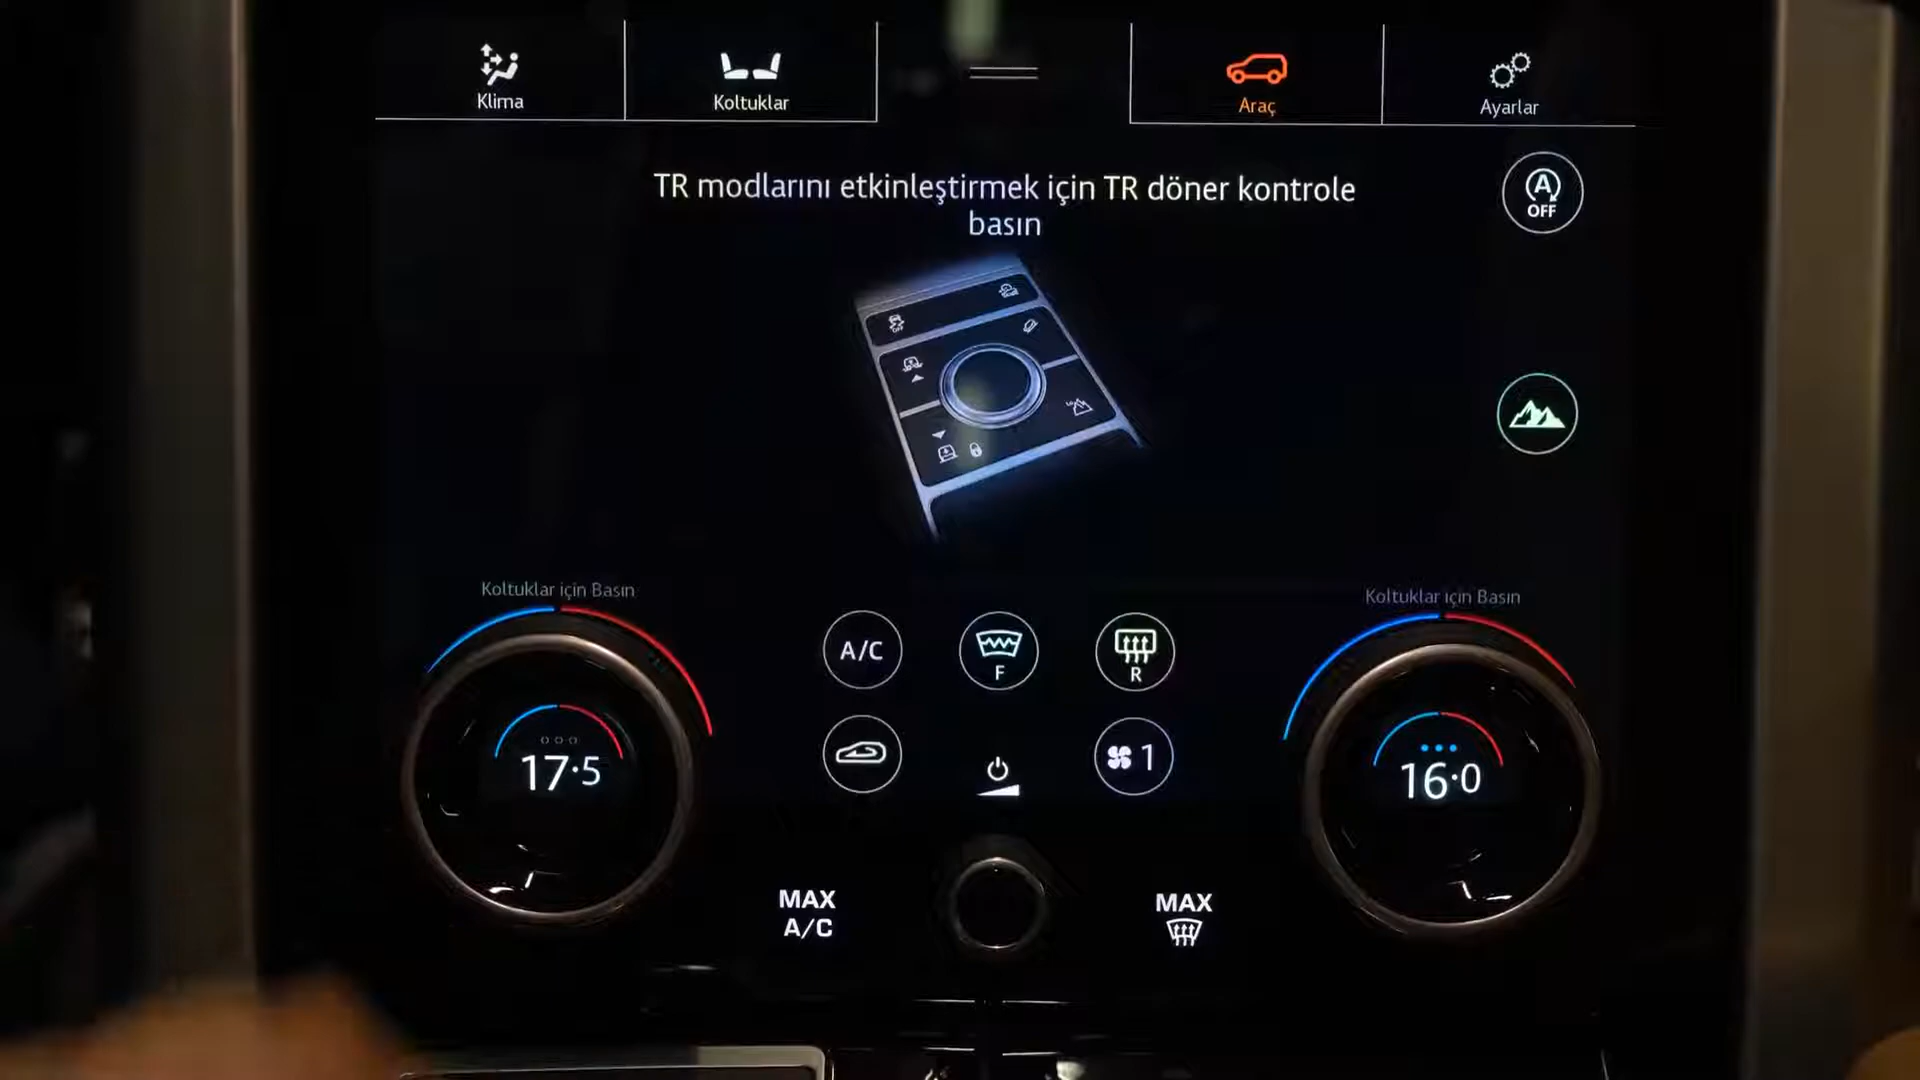 Klima
Koltuklar
Araç
Ayarlar
TR modlarını etkinleştirmek için TR döner kontrole
basın
A
OFF
Koltuklar için Basın
Koltuklar için Basın
A/C
F
R
17.5
1
16.0
MAX
A/C
MAX